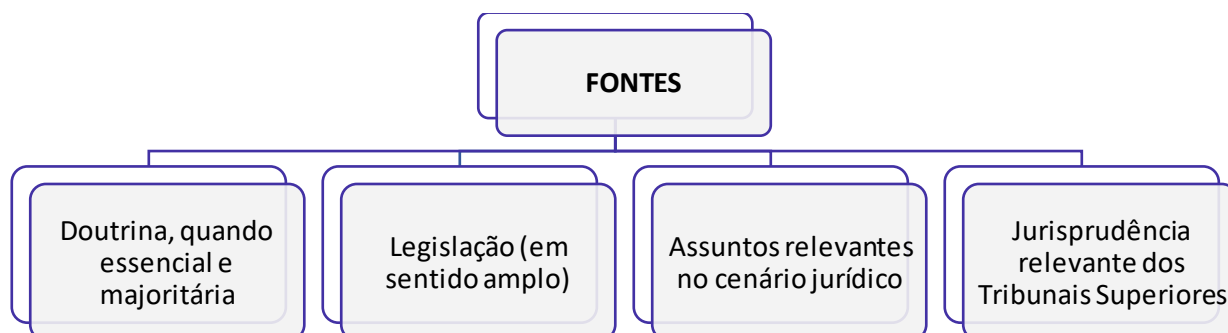 FONTES
Doutrina, quando
essencial e
majoritária
Legislação (em
sentido amplo)
Assuntos relevantes
no cenário jurídico
Jurisprudência
relevante dos
Tribunais Superiores